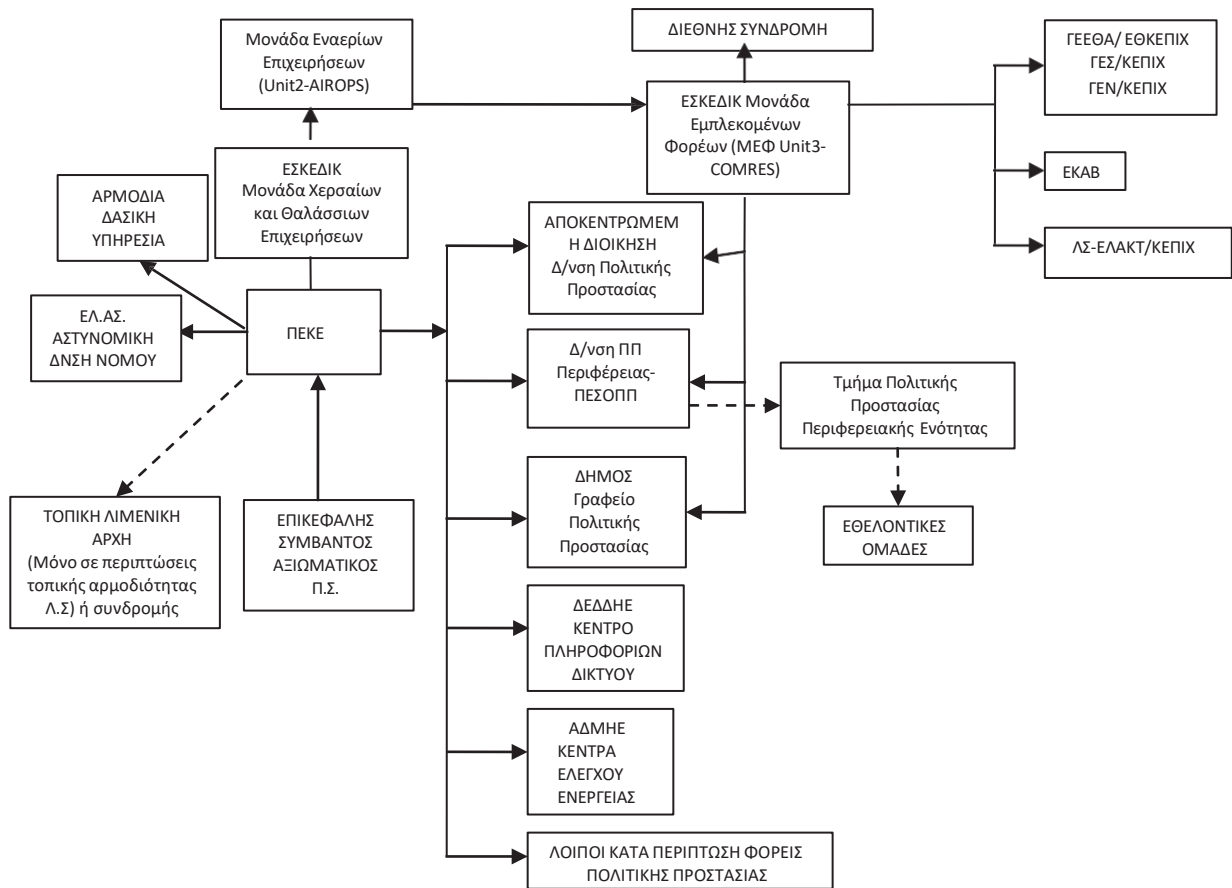 Μονάδα Εναερίων
Επιχειρήσεων
(Unit2-AIROPS)
ΔΙΕΘΝΗΣ ΣΥΝΔΡΟΜΗ
ΓΕΕΘΑ/ ΕΘΚΕΠΙΧ
ΓΕΣ/ΚΕΠΙΧ
ΓΕΝ/ΚΕΠΙΧ
ΕΣΚΕΔΙΚ Μονάδα
Εμπλεκομένων
Φορέων (ΜΕΦ Unit3-
COMRES)
ΕΣΚΕΔΙΚ
Μονάδα Χερσαίων
και Θαλάσσιων
Επιχειρήσεων
ΕΚΑΒ
ΑΡΜΟΔΙΑ
ΔΑΣΙΚΗ
ΥΠΗΡΕΣΙΑ
ΑΠΟΚΕΝΤΡΩΜΕΜ
Η ΔΙΟΙΚΗΣΗ
Δ/νση Πολιτικής
Προστασίας
ΛΣ-ΕΛΑΚΤ/ΚΕΠΙΧ
ΕΛ.ΑΣ.
ΑΣΤΥΝΟΜΙΚΗ
ΔΝΣΗ ΝΟΜΟΥ
ΠΕΚΕ
Δ/νση ΠΠ
Περιφέρειας-
ΠΕΣΟΠΠ
Τμήμα Πολιτικής
Προστασίας
Περιφερειακής Ενότητας
ΤΟΠΙΚΗ ΛΙΜΕΝΙΚΗ
ΑΡΧΗ
(Μόνο σε περιπτώσεις
τοπικής αρμοδιότητας
Λ.Σ) ή συνδρομής
ΕΠΙΚΕΦΑΛΗΣ
ΣΥΜΒΑΝΤΟΣ
ΑΞΙΩΜΑΤΙΚΟΣ
Π.Σ.
ΔΗΜΟΣ
Γραφείο
Πολιτικής
Προστασίας
ΕΘΕΛΟΝΤΙΚΕΣ
ΟΜΑΔΕΣ
ΔΕΔΔΗΕ
ΚΕΝΤΡΟ
ΠΛΗΡΟΦΟΡΙΩΝ
ΔΙΚΤΥΟΥ
ΑΔΜΗΕ
ΚΕΝΤΡΑ
ΕΛΕΓΧΟΥ
ΕΝΕΡΓΕΙΑΣ
ΛΟΙΠΟΙ ΚΑΤΑ ΠΕΡΙΠΤΩΣΗ ΦΟΡΕΙΣ
ΠΟΛΙΤΙΚΗΣ ΠΡΟΣΤΑΣΙΑΣ